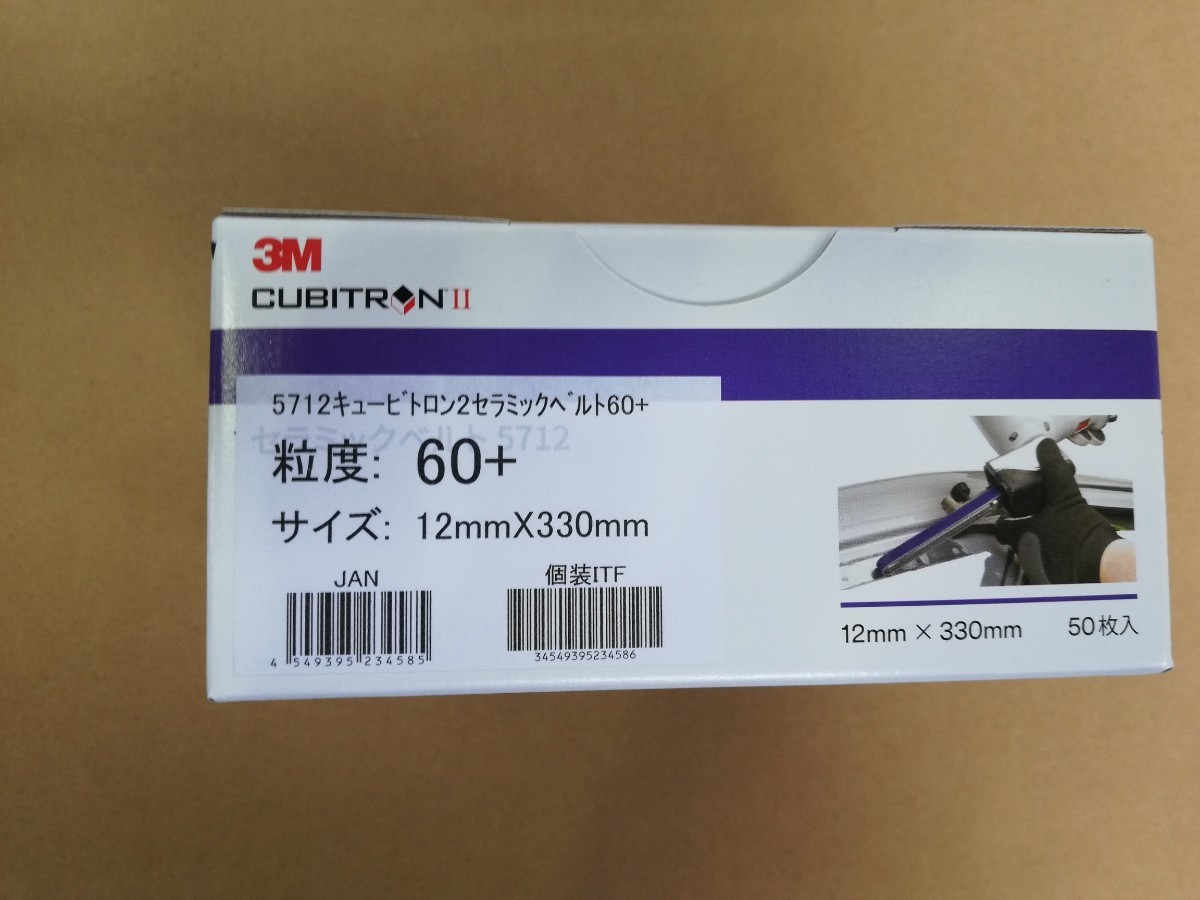 3M
CUBITRON™ II
5712キュービトロン2セラミックベルト60+
セラミックベルト 5712
粒度: 60+
サイズ: 12mmX330mm
JAN
4 549395 234585
個装ITF
34549395234586
12mm × 330mm
50枚入